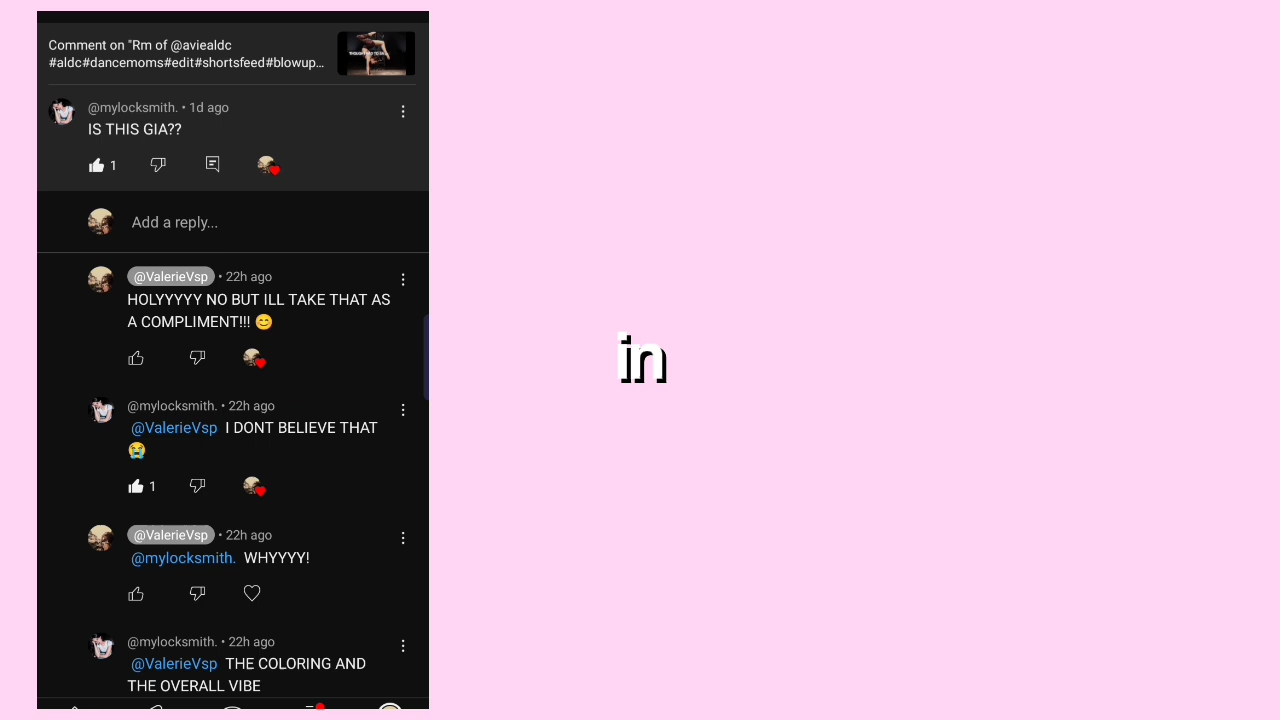 Comment on "Rm of @aviealdc
#aldc#dancemoms#edit#shortsfeed#blowup...
@mylocksmith. • 1d ago
IS THIS GIA??
1
Add a reply...
@ValerieVsp • 22h ago
HOLYYYYY NO BUT ILL TAKE THAT AS
A COMPLIMENT!!! 😊
@mylocksmith. • 22h ago
@ValerieVsp I DONT BELIEVE THAT
😭
1
@ValerieVsp • 22h ago
@mylocksmith. WHYYYY!
@mylocksmith. • 22h ago
@ValerieVsp THE COLORING AND
THE OVERALL VIBE
in